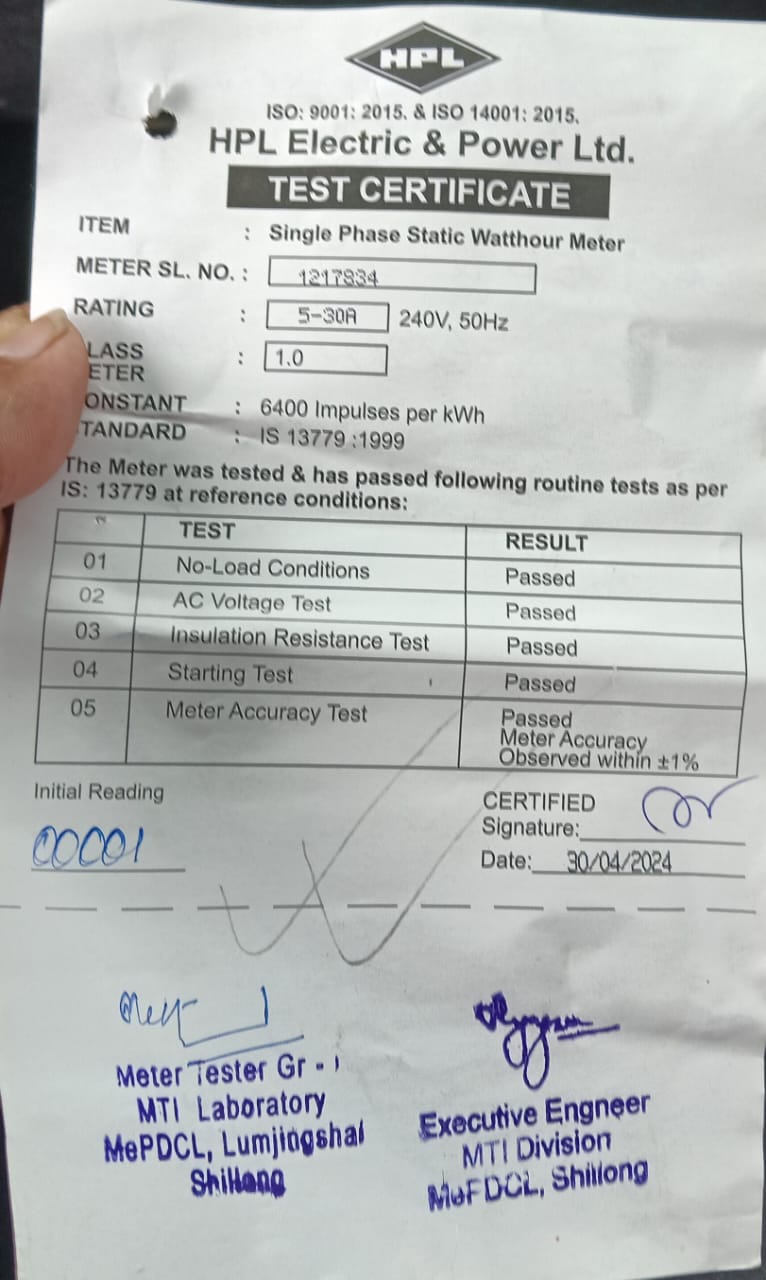 HPL
ISO: 9001: 2015. & ISO 14001: 2015.
HPL Electric & Power Ltd.
TEST CERTIFICATE
ITEM : Single Phase Static Watthour Meter
METER SL. NO. : 1217934
RATING : 5-30A 240V, 50Hz
LASS : 1.0
ETER
ONSTANT : 6400 Impulses per kWh
TANDARD : IS 13779 :1999
The Meter was tested & has passed following routine tests as per
IS: 13779 at reference conditions:
TEST RESULT
01 No-Load Conditions Passed
02 AC Voltage Test Passed
03 Insulation Resistance Test Passed
04 Starting Test Passed
05 Meter Accuracy Test Passed
Meter Accuracy
Observed within ±1%
Initial Reading
00001
CERTIFIED
Signature:
Date: 30/04/2024
Meter Tester Gr -
MTI Laboratory
MePDCL, Lumjingshai
Shillong
Executive Engneer
MTI Division
MePDCL, Shillong